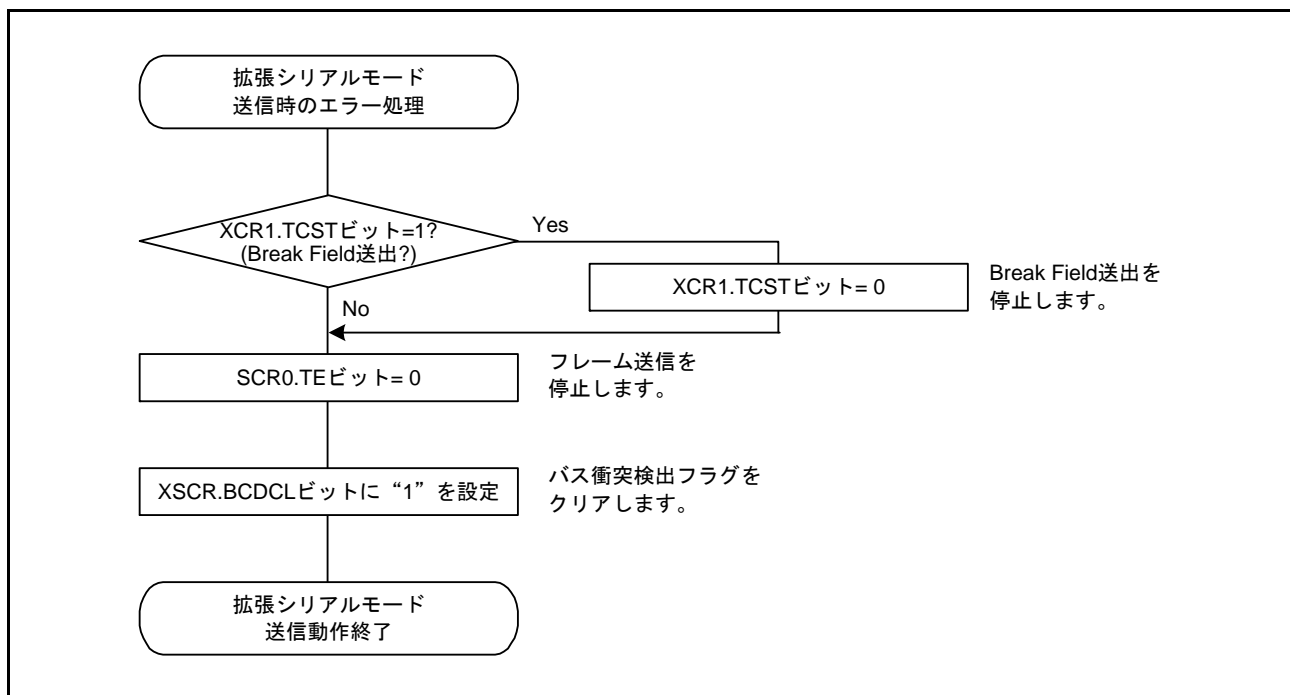 拡張シリアルモード
送信時のエラー処理
XCR1.TCSTビット=1?
(Break Field送出?)
Yes
XCR1.TCSTビット= 0
Break Field送出を
停止します。
No
SCR0.TEビット= 0
フレーム送信を
停止します。
XSCR.BCDCLビットに“1”を設定
バス衝突検出フラグを
クリアします。
拡張シリアルモード
送信動作終了